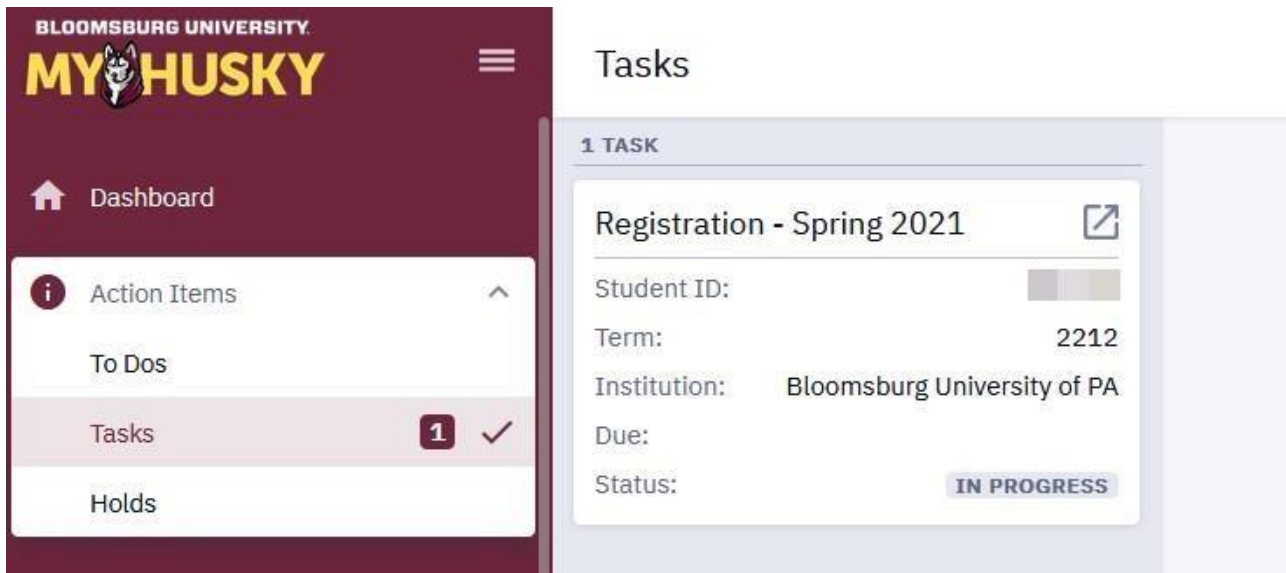 BLOOMSBURG UNIVERSITY
MY HUSKY
Dashboard
Action Items
To Dos
Tasks 1
Holds
Tasks
1 TASK
Registration - Spring 2021
Student ID:
Term: 2212
Institution: Bloomsburg University of PA
Due:
Status: IN PROGRESS